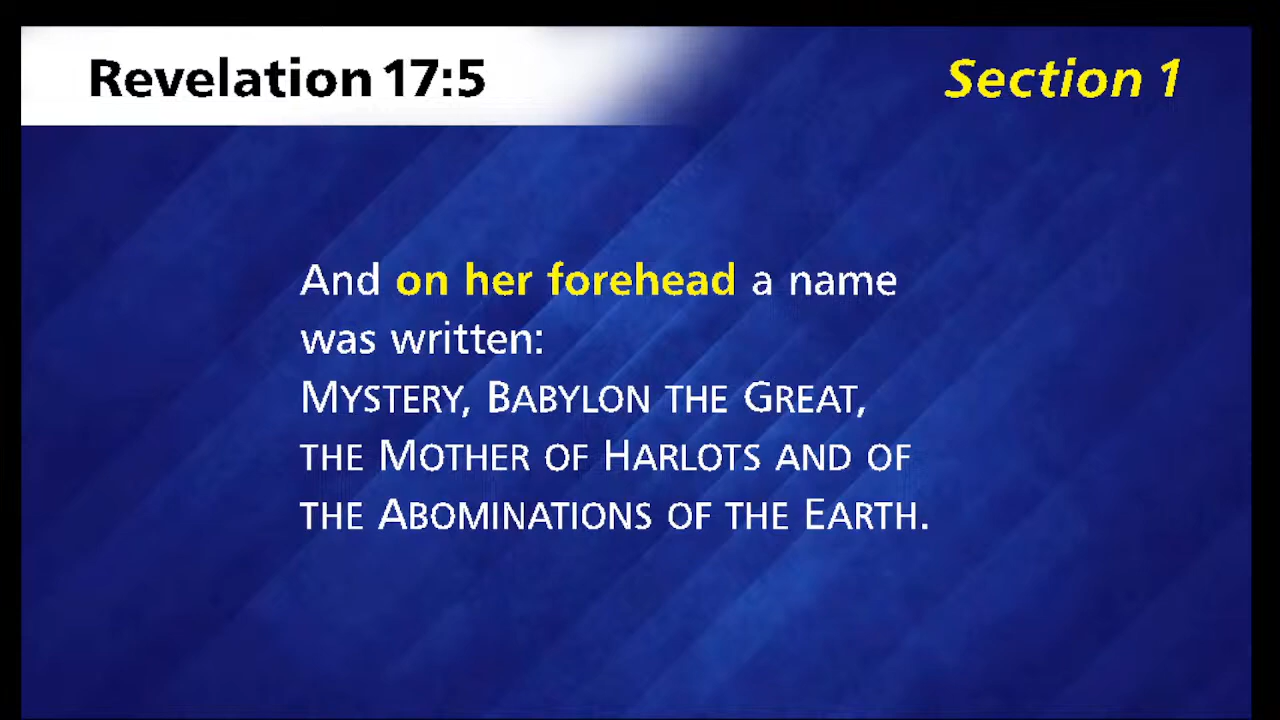 Revelation 17:5
Section 1
And on her forehead a name
was written:
MYSTERY, BABYLON THE GREAT,
THE MOTHER OF HARLOTS AND OF
THE ABOMINATIONS OF THE EARTH.